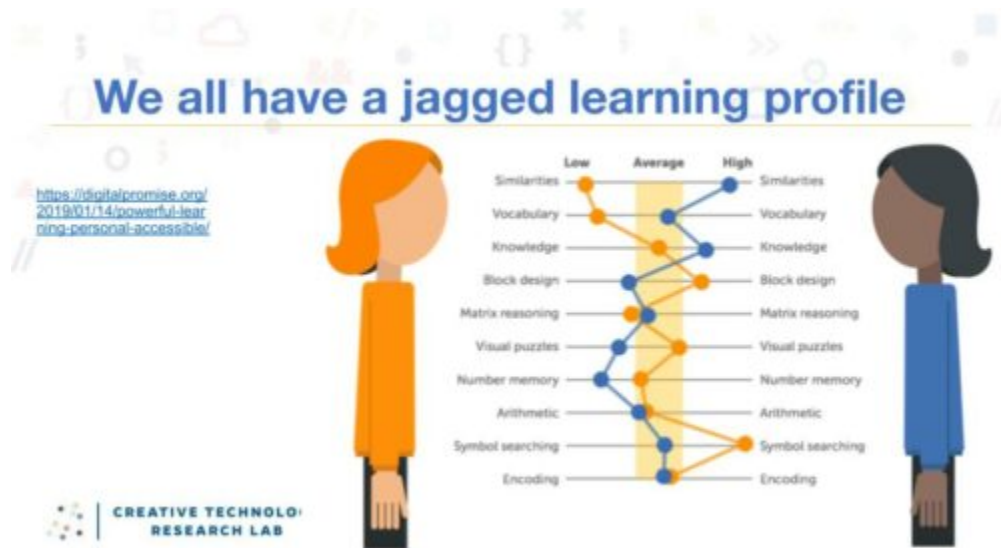 We all have a jagged learning profile
https://digitalpromise.org/
2019/01/14/powerful-lear
ning-personal-accessible/
Low Average High
Similarities Similarities
Vocabulary Vocabulary
Knowledge Knowledge
Block design Block design
Matrix reasoning Matrix reasoning
Visual puzzles Visual puzzles
Number memory Number memory
Arithmetic Arithmetic
Symbol searching Symbol searching
Encoding Encoding
CREATIVE TECHNOLO
RESEARCH LAB